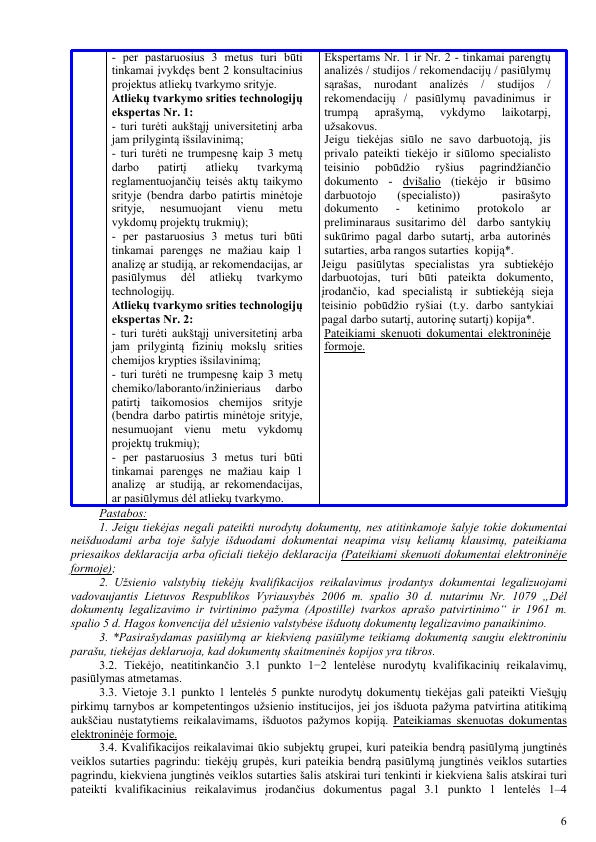 - per pastaruosius 3 metus turi būti
tinkamai įvykdęs bent 2 konsultacinius
projektus atliekų tvarkymo srityje.
Atliekų tvarkymo srities technologijų
ekspertas Nr. 1:
- turi turėti aukštąjį universitetinį arba
jam prilygintą išsilavinimą;
- turi turėti ne trumpesnę kaip 3 metų
darbo patirtį atliekų tvarkymą
reglamentuojančių teisės aktų taikymo
srityje (bendra darbo patirtis minėtoje
srityje, nesumuojant vienu metu
vykdomų projektų trukmių);
- per pastaruosius 3 metus turi būti
tinkamai parengęs ne mažiau kaip 1
analizę ar studiją, ar rekomendacijas, ar
pasiūlymus dėl atliekų tvarkymo
technologijų.
Atliekų tvarkymo srities technologijų
ekspertas Nr. 2:
- turi turėti aukštąjį universitetinį arba
jam prilygintą fizinių mokslų srities
chemijos krypties išsilavinimą;
- turi turėti ne trumpesnę kaip 3 metų
chemiko/laboranto/inžinieriaus darbo
patirtį taikomosios chemijos srityje
(bendra darbo patirtis minėtoje srityje,
nesumuojant vienu metu vykdomų
projektų trukmių);
- per pastaruosius 3 metus turi būti
tinkamai parengęs ne mažiau kaip 1
analizę ar studiją, ar rekomendacijas,
ar pasiūlymus dėl atliekų tvarkymo.
Ekspertams Nr. 1 ir Nr. 2 - tinkamai parengtų
analizės / studijos / rekomendacijų / pasiūlymų
sąrašas, nurodant analizės / studijos /
rekomendacijų / pasiūlymų pavadinimus ir
trumpą aprašymą, vykdymo laikotarpį,
užsakovus.
Jeigu tiekėjas siūlo ne savo darbuotoją, jis
privalo pateikti tiekėjo ir siūlomo specialisto
teisinio pobūdžio ryšius pagrindžiančio
dokumento - dvišalio (tiekėjo ir būsimo
darbuotojo (specialisto)) pasirašyto
dokumento - ketinimo protokolo ar
preliminaraus susitarimo dėl darbo santykių
sukūrimo pagal darbo sutartį, arba autorinės
sutarties, arba rangos sutarties kopiją*.
Jeigu pasiūlytas specialistas yra subtiekėjo
darbuotojas, turi būti pateikta dokumento,
įrodančio, kad specialistą ir subtiekėją sieja
teisinio pobūdžio ryšiai (t.y. darbo santykiai
pagal darbo sutartį, autorinę sutartį) kopija*.
Pateikiami skenuoti dokumentai elektroninėje
formoje.
Pastabos:
1. Jeigu tiekėjas negali pateikti nurodytų dokumentų, nes atitinkamoje šalyje tokie dokumentai
neišduodami arba toje šalyje išduodami dokumentai neapima visų keliamų klausimų, pateikiama
priesaikos deklaracija arba oficiali tiekėjo deklaracija (Pateikiami skenuoti dokumentai elektroninėje
formoje);
2. Užsienio valstybių tiekėjų kvalifikacijos reikalavimus įrodantys dokumentai legalizuojami
vadovaujantis Lietuvos Respublikos Vyriausybės 2006 m. spalio 30 d. nutarimu Nr. 1079 „Dėl
dokumentų legalizavimo ir tvirtinimo pažyma (Apostille) tvarkos aprašo patvirtinimo“ ir 1961 m.
spalio 5 d. Hagos konvencija dėl užsienio valstybėse išduotų dokumentų legalizavimo panaikinimo.
3. *Pasirašydamas pasiūlymą ar kiekvieną pasiūlyme teikiamą dokumentą saugiu elektroniniu
parašu, tiekėjas deklaruoja, kad dokumentų skaitmeninės kopijos yra tikros.
3.2. Tiekėjo, neatitinkančio 3.1 punkto 1−2 lentelėse nurodytų kvalifikacinių reikalavimų,
pasiūlymas atmetamas.
3.3. Vietoje 3.1 punkto 1 lentelės 5 punkte nurodytų dokumentų tiekėjas gali pateikti Viešųjų
pirkimų tarnybos ar kompetentingos užsienio institucijos, jei jos išduota pažyma patvirtina atitikimą
aukščiau nustatytiems reikalavimams, išduotos pažymos kopiją. Pateikiamas skenuotas dokumentas
elektroninėje formoje.
3.4. Kvalifikacijos reikalavimai ūkio subjektų grupei, kuri pateikia bendrą pasiūlymą jungtinės
veiklos sutarties pagrindu: tiekėjų grupės, kuri pateikia bendrą pasiūlymą jungtinės veiklos sutarties
pagrindu, kiekviena jungtinės veiklos sutarties šalis atskirai turi tenkinti ir kiekviena šalis atskirai turi
pateikti kvalifikacinius reikalavimus įrodančius dokumentus pagal 3.1 punkto 1 lentelės 1–4
6